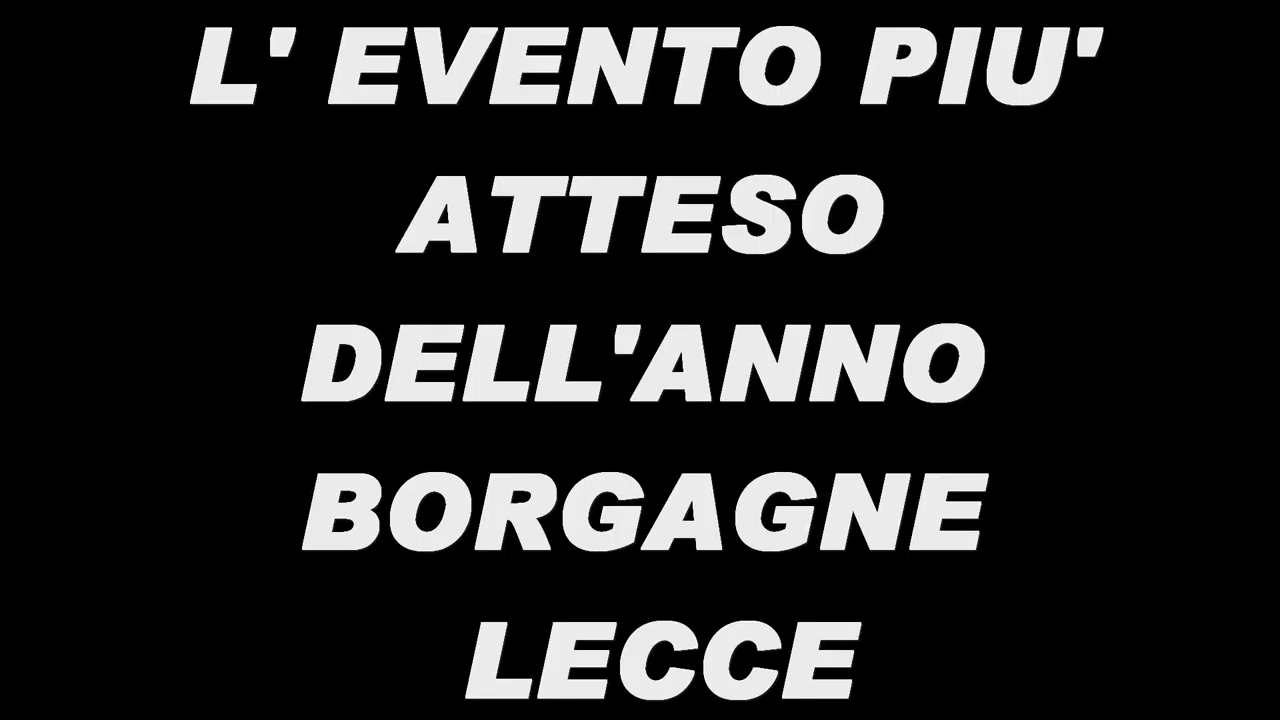 L' EVENTO PIU'
ATTESO
DELL'ANNO
BORGAGNE
LECCE